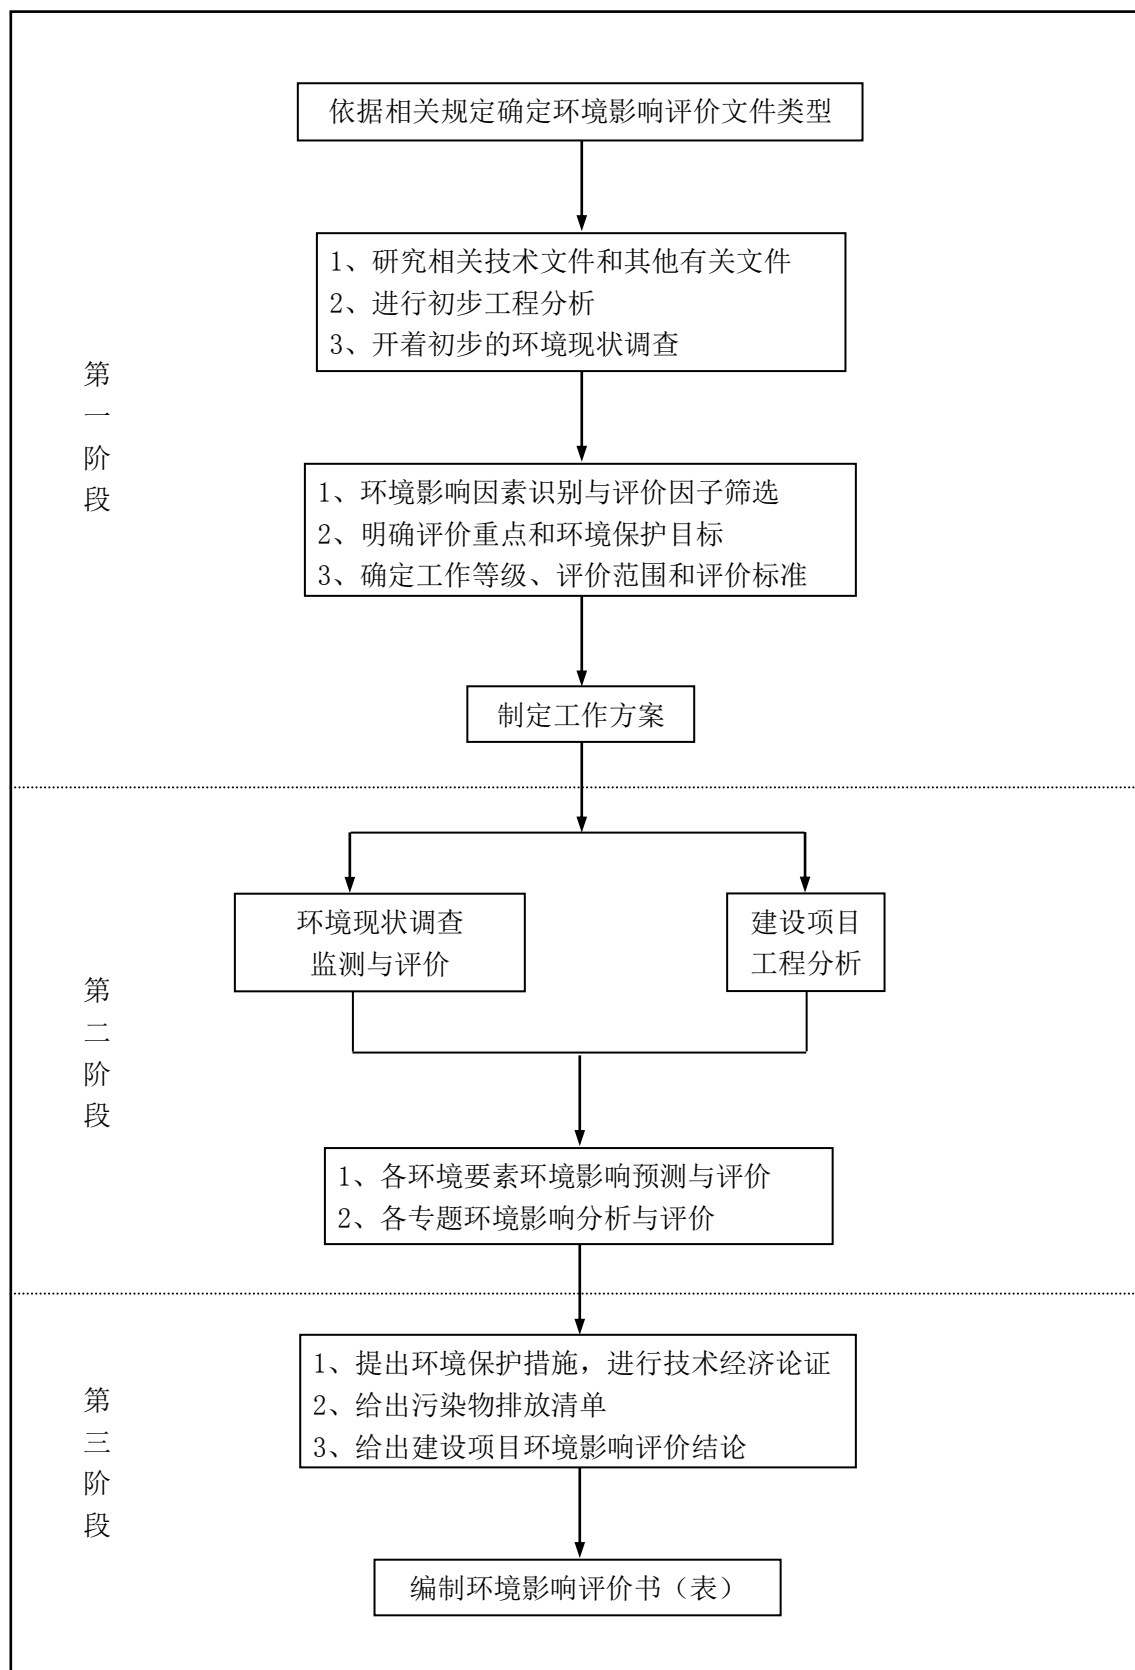 依据相关规定确定环境影响评价文件类型
1、研究相关技术文件和其他有关文件
2、进行初步工程分析
3、开着初步的环境现状调查
第
一
阶
段
1、环境影响因素识别与评价因子筛选
2、明确评价重点和环境保护目标
3、确定工作等级、评价范围和评价标准
制定工作方案
环境现状调查
监测与评价
建设项目
工程分析
第
二
阶
段
1、各环境要素环境影响预测与评价
2、各专题环境影响分析与评价
第
三
阶
段
1、提出环境保护措施，进行技术经济论证
2、给出污染物排放清单
3、给出建设项目环境影响评价结论
编制环境影响评价书（表）